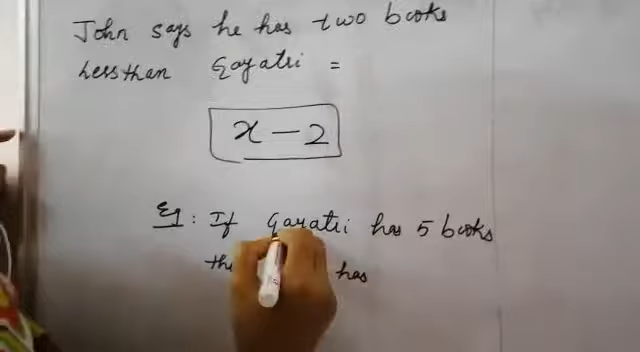 John says he has two books
Less than Gayatri =
x – 2
Eg : If Gayatri has 5 books
has